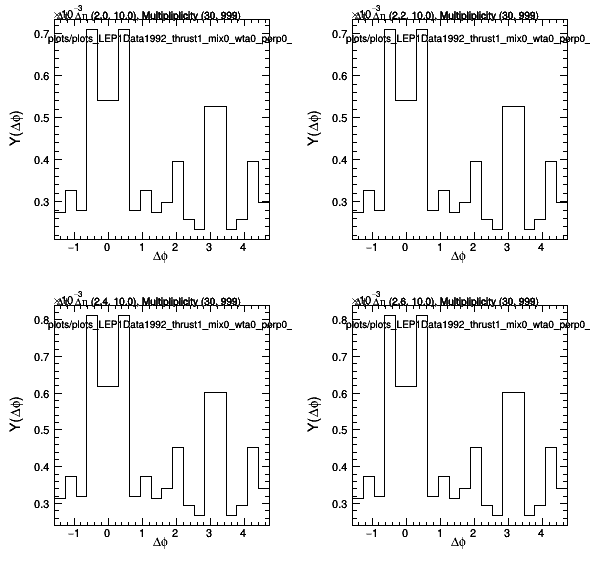 ×10⁻³ Δη (2.0, 10.0), Multipliplicity (30, 999)
plots/plots_LEP1Data1992_thrust1_mix0_wta0_perp0_
Y(Δφ)
0.7
0.6
0.5
0.4
0.3
−1 0 1 2 3 4
Δφ
×10⁻³ Δη (2.2, 10.0), Multipliplicity (30, 999)
plots/plots_LEP1Data1992_thrust1_mix0_wta0_perp0_
Y(Δφ)
0.7
0.6
0.5
0.4
0.3
−1 0 1 2 3 4
Δφ
×10⁻³ Δη (2.4, 10.0), Multipliplicity (30, 999)
plots/plots_LEP1Data1992_thrust1_mix0_wta0_perp0_
Y(Δφ)
0.8
0.7
0.6
0.5
0.4
0.3
−1 0 1 2 3 4
Δφ
×10⁻³ Δη (2.6, 10.0), Multipliplicity (30, 999)
plots/plots_LEP1Data1992_thrust1_mix0_wta0_perp0_
Y(Δφ)
0.8
0.7
0.6
0.5
0.4
0.3
−1 0 1 2 3 4
Δφ